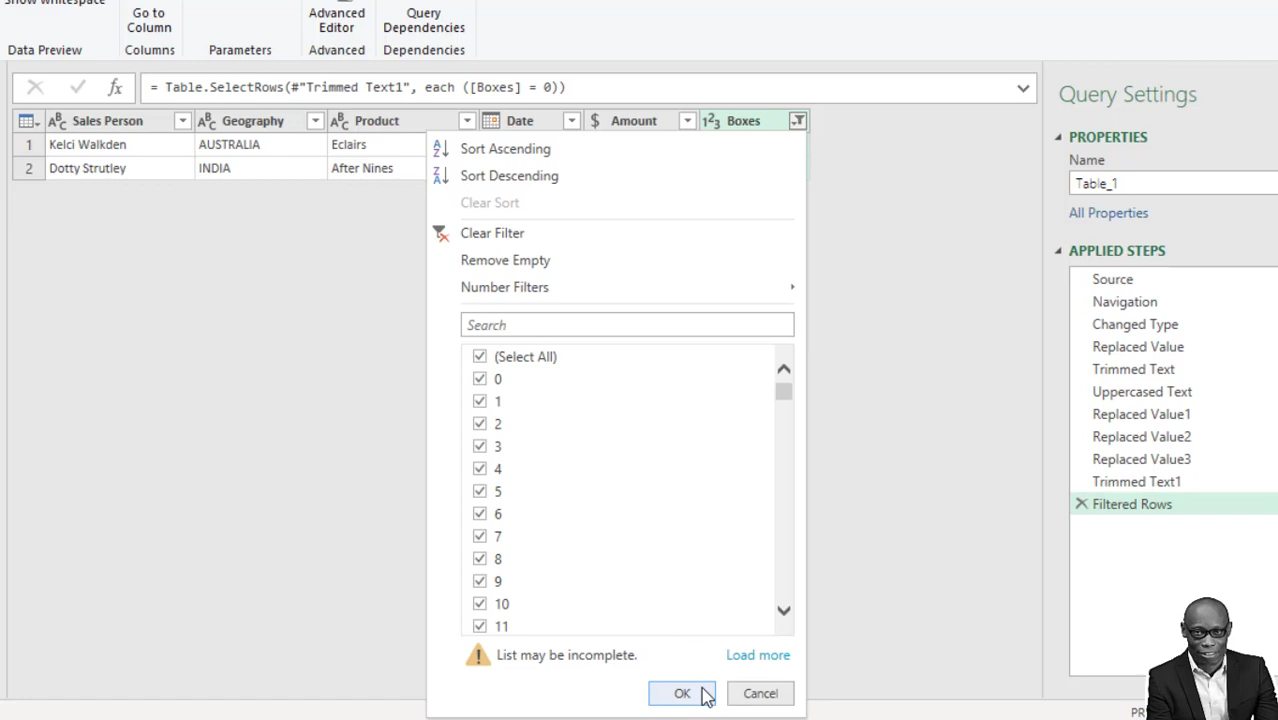 Show whitespace
Go to
Column
Advanced
Editor
Query
Dependencies
Data Preview
Columns
Parameters
Advanced
Dependencies
fx
= Table.SelectRows(#"Trimmed Text1", each ([Boxes] = 0))
Query Settings
ABC Sales Person
ABC Geography
ABC Product
Date
$ Amount
123 Boxes
1 Kelci Walkden AUSTRALIA Eclairs
2 Dotty Strutley INDIA After Nines
Sort Ascending
Sort Descending
Clear Sort
Clear Filter
Remove Empty
Number Filters
Search
(Select All)
0
1
2
3
4
5
6
7
8
9
10
11
List may be incomplete.
Load more
OK
Cancel
PROPERTIES
Name
Table_1
All Properties
APPLIED STEPS
Source
Navigation
Changed Type
Replaced Value
Trimmed Text
Uppercased Text
Replaced Value1
Replaced Value2
Replaced Value3
Trimmed Text1
Filtered Rows